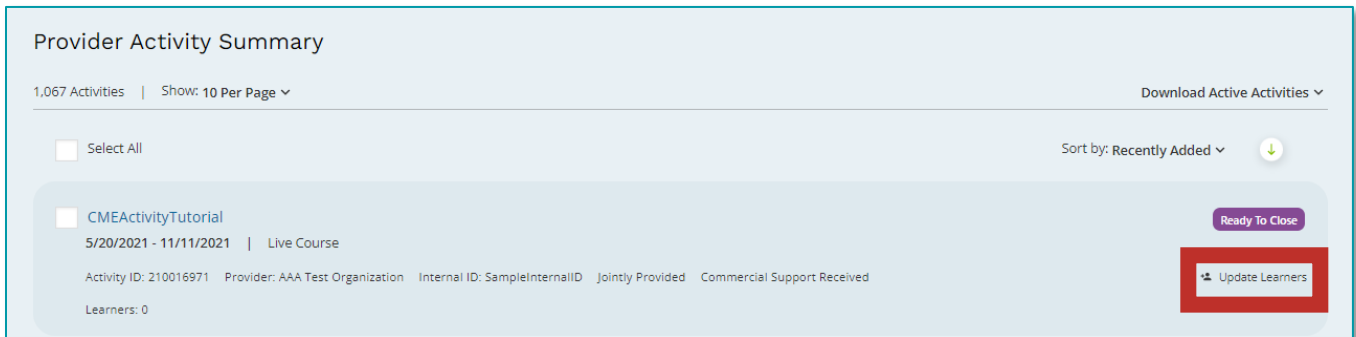 Provider Activity Summary
1,067 Activities | Show: 10 Per Page
Download Active Activities
Select All
Sort by: Recently Added
CMEActivityTutorial
Ready To Close
5/20/2021 - 11/11/2021 | Live Course
Activity ID: 210016971 Provider: AAA Test Organization Internal ID: SampleInternalID Jointly Provided Commercial Support Received
Update Learners
Learners: 0